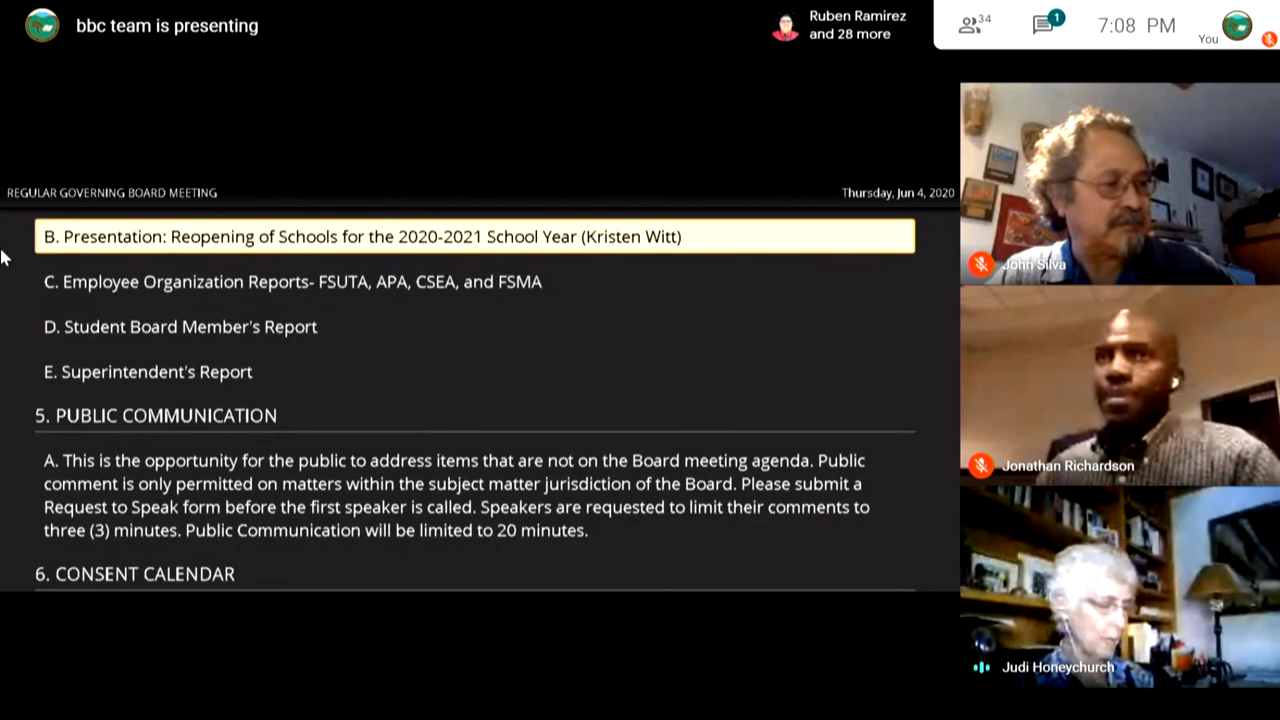 bbc team is presenting
Ruben Ramirez
and 28 more
34
1
7:08 PM
You
REGULAR GOVERNING BOARD MEETING
Thursday, Jun 4, 2020
B. Presentation: Reopening of Schools for the 2020-2021 School Year (Kristen Witt)
C. Employee Organization Reports- FSUTA, APA, CSEA, and FSMA
D. Student Board Member's Report
E. Superintendent's Report
5. PUBLIC COMMUNICATION
A. This is the opportunity for the public to address items that are not on the Board meeting agenda. Public
comment is only permitted on matters within the subject matter jurisdiction of the Board. Please submit a
Request to Speak form before the first speaker is called. Speakers are requested to limit their comments to
three (3) minutes. Public Communication will be limited to 20 minutes.
6. CONSENT CALENDAR
John Silva
Jonathan Richardson
Judi Honeychurch